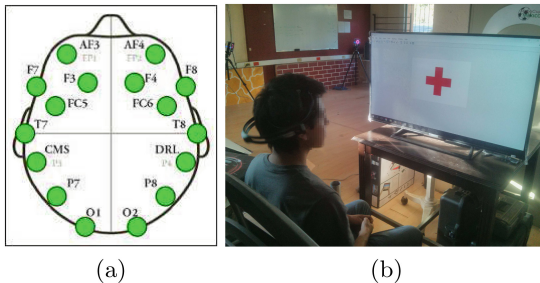 AF3 AF4
FP1 FP2
F7 F3 F4 F8
FC5 FC6
T7 T8
CMS DRL
P3 P4
P7 P8
O1 O2
(a) (b)